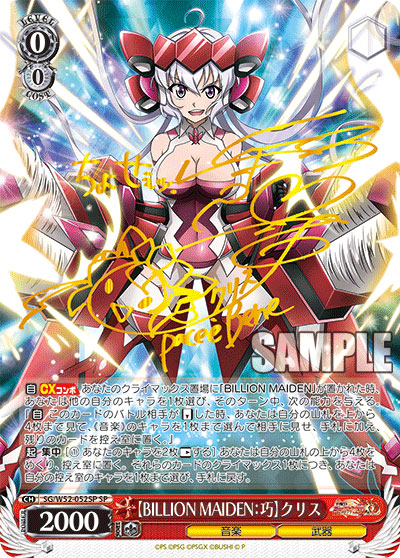 LEVEL
0
0
COST
ちょせぇ
クリス
pacee Bene
SAMPLE
自 CXコンボ あなたのクライマックス置場に「BILLION MAIDEN」が置かれた時、
あなたは他の自分のキャラを1枚選び、そのターン中、次の能力を与える。
『自 このカードのバトル相手が した時、あなたは自分の山札を上から
4枚まで見て、《音楽》のキャラを1枚まで選んで相手に見せ、手札に加え、
残りのカードを控え室に置く。』
起 集中 [① あなたのキャラを2枚 する] あなたは自分の山札の上から4枚を
めくり、控え室に置く。それらのカードのクライマックス1枚につき、あなたは
自分の控え室のキャラを1枚まで選び、手札に戻す。
CH SG/W52-052SP SP
2000
【BILLION MAIDEN:巧】クリス
音楽 武器
©PS ©PSG ©PSGX ©BUSHI ©P